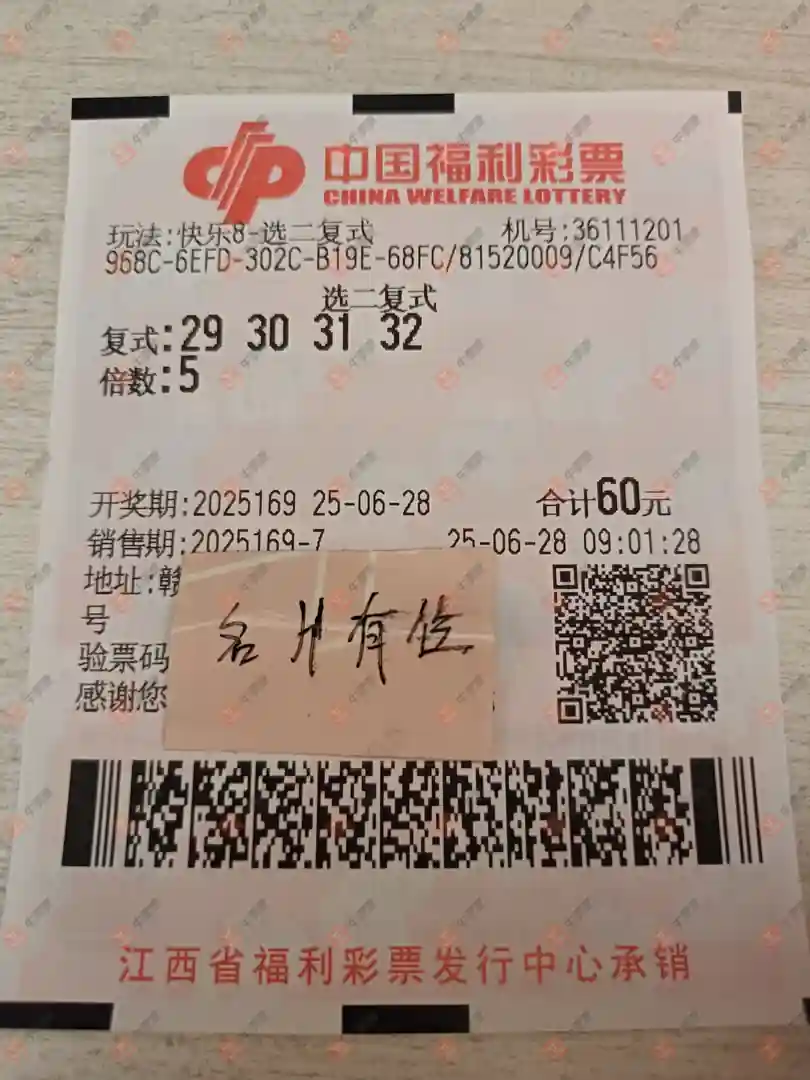 中国福利彩票
CHINA WELFARE LOTTERY
玩法:快乐8-选二复式 机号:36111201
968C-6EFD-302C-B19E-68FC/81520009/C4F56
选二复式
复式:29 30 31 32
倍数:5
开奖期:2025169 25-06-28 合计60元
销售期:2025169-7 25-06-28 09:01:28
地址:赣
号
名片有位
验票码
感谢您
江西省福利彩票发行中心承销